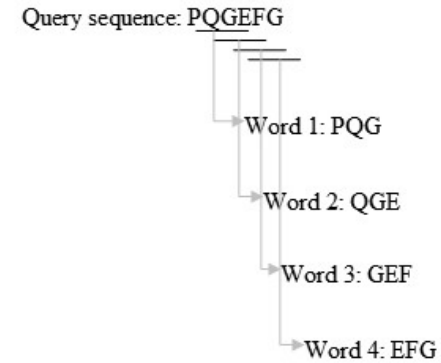 Query sequence: PQGEFG
Word 1: PQG
Word 2: QGE
Word 3: GEF
Word 4: EFG